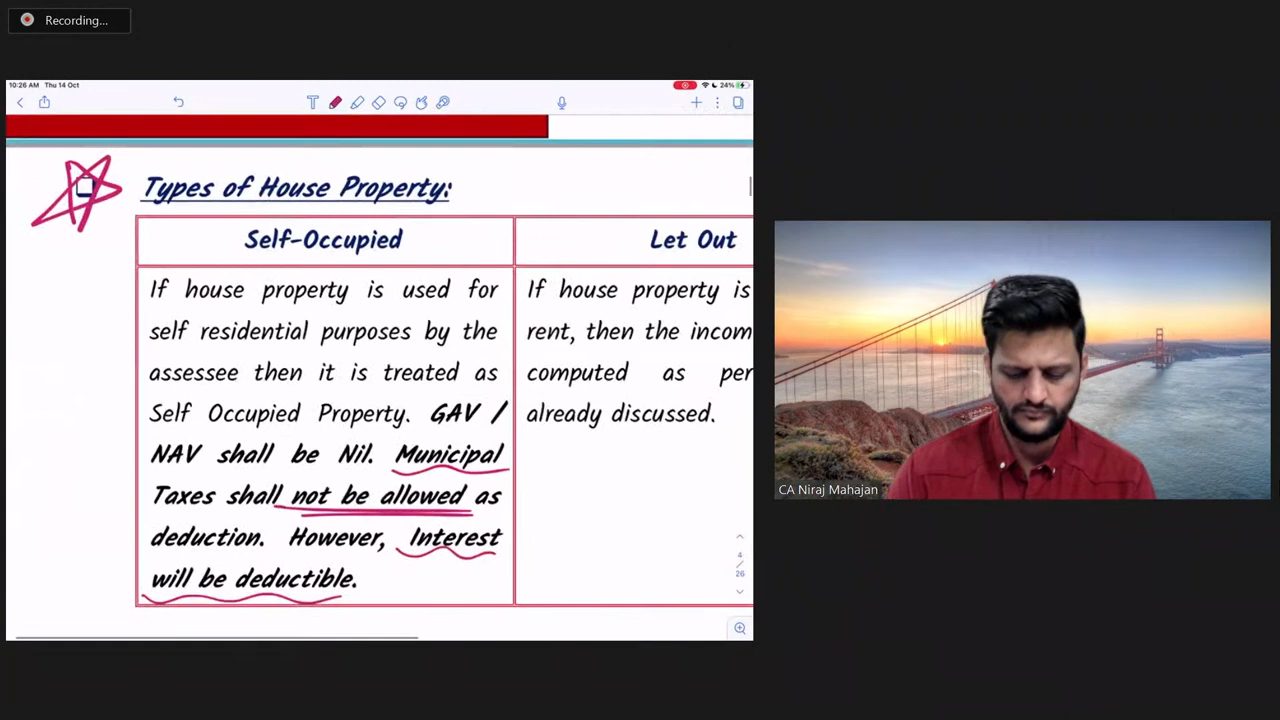 Recording...
10:26 AM Thu 14 Oct
24%
Types of House Property:
Self-Occupied
If house property is used for
self residential purposes by the
assessee then it is treated as
Self Occupied Property. GAV /
NAV shall be Nil. Municipal
Taxes shall not be allowed as
deduction. However, Interest
will be deductible.
Let Out
If house property is
rent, then the incom
computed as per
already discussed.
4
/
26
CA Niraj Mahajan